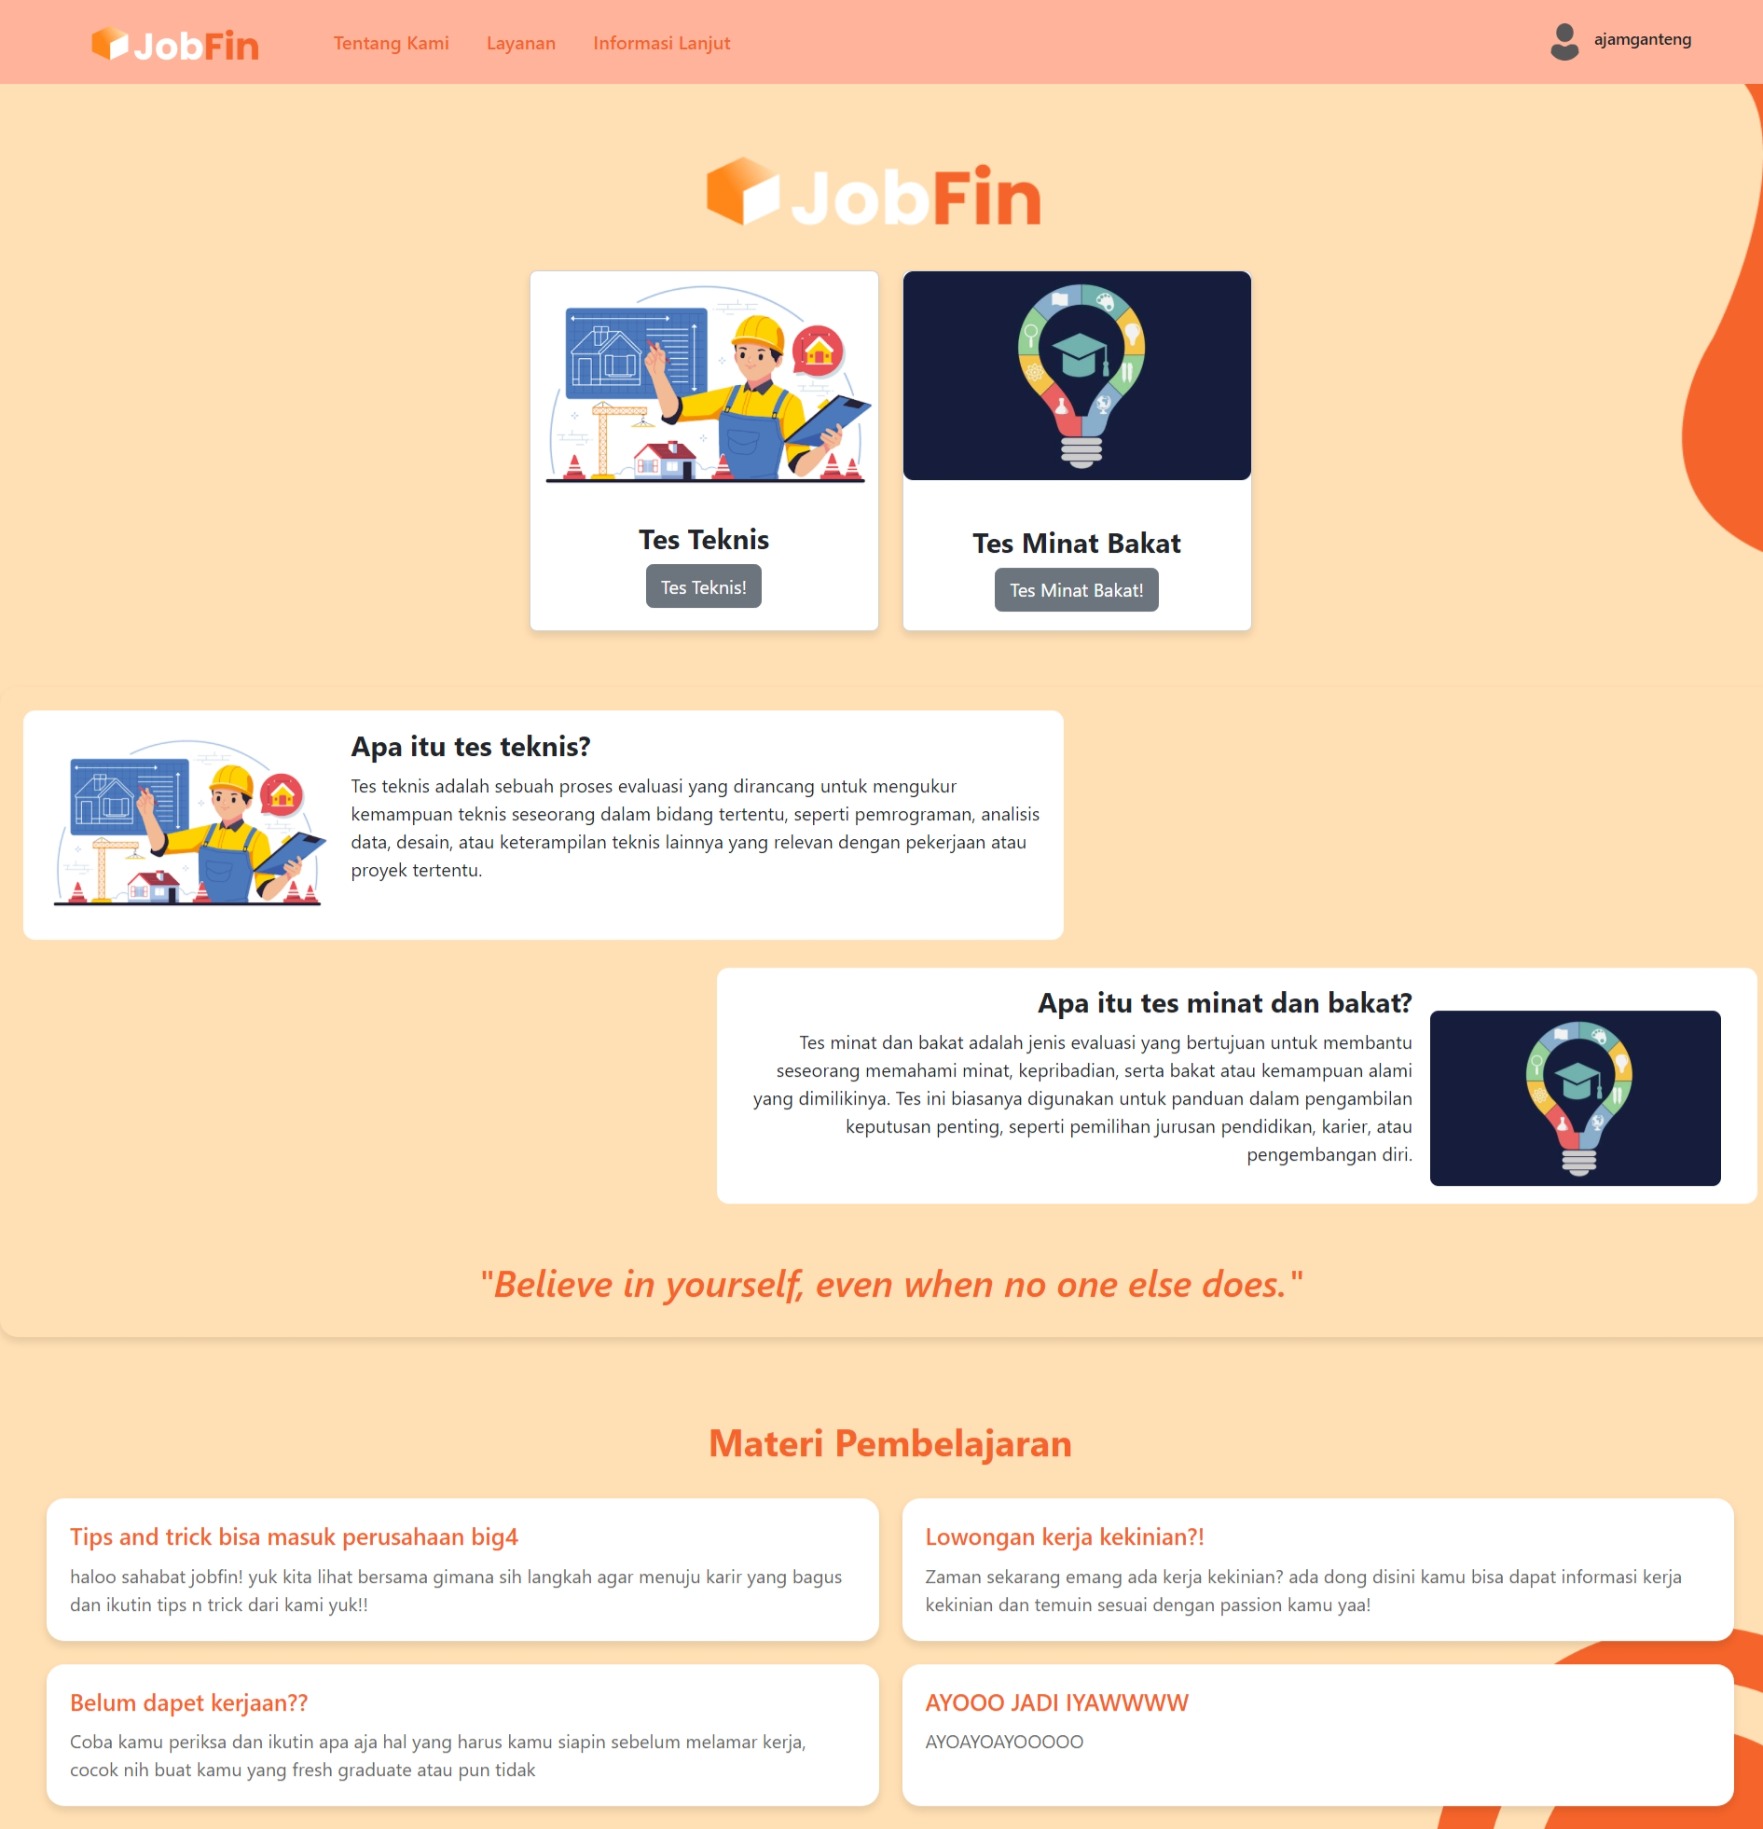 JobFin
Tentang Kami
Layanan
Informasi Lanjut
ajamganteng
JobFin
Tes Teknis
Tes Teknis!
Tes Minat Bakat
Tes Minat Bakat!
Apa itu tes teknis?
Tes teknis adalah sebuah proses evaluasi yang dirancang untuk mengukur
kemampuan teknis seseorang dalam bidang tertentu, seperti pemrograman, analisis
data, desain, atau keterampilan teknis lainnya yang relevan dengan pekerjaan atau
proyek tertentu.
Apa itu tes minat dan bakat?
Tes minat dan bakat adalah jenis evaluasi yang bertujuan untuk membantu
seseorang memahami minat, kepribadian, serta bakat atau kemampuan alami
yang dimilikinya. Tes ini biasanya digunakan untuk panduan dalam pengambilan
keputusan penting, seperti pemilihan jurusan pendidikan, karier, atau
pengembangan diri.
"Believe in yourself, even when no one else does."
Materi Pembelajaran
Tips and trick bisa masuk perusahaan big4
haloo sahabat jobfin! yuk kita lihat bersama gimana sih langkah agar menuju karir yang bagus
dan ikutin tips n trick dari kami yuk!!
Lowongan kerja kekinian?!
Zaman sekarang emang ada kerja kekinian? ada dong disini kamu bisa dapat informasi kerja
kekinian dan temuin sesuai dengan passion kamu yaa!
Belum dapet kerjaan??
Coba kamu periksa dan ikutin apa aja hal yang harus kamu siapin sebelum melamar kerja,
cocok nih buat kamu yang fresh graduate atau pun tidak
AYOOO JADI IYAWWWW
AYOAYOAYOOOOO